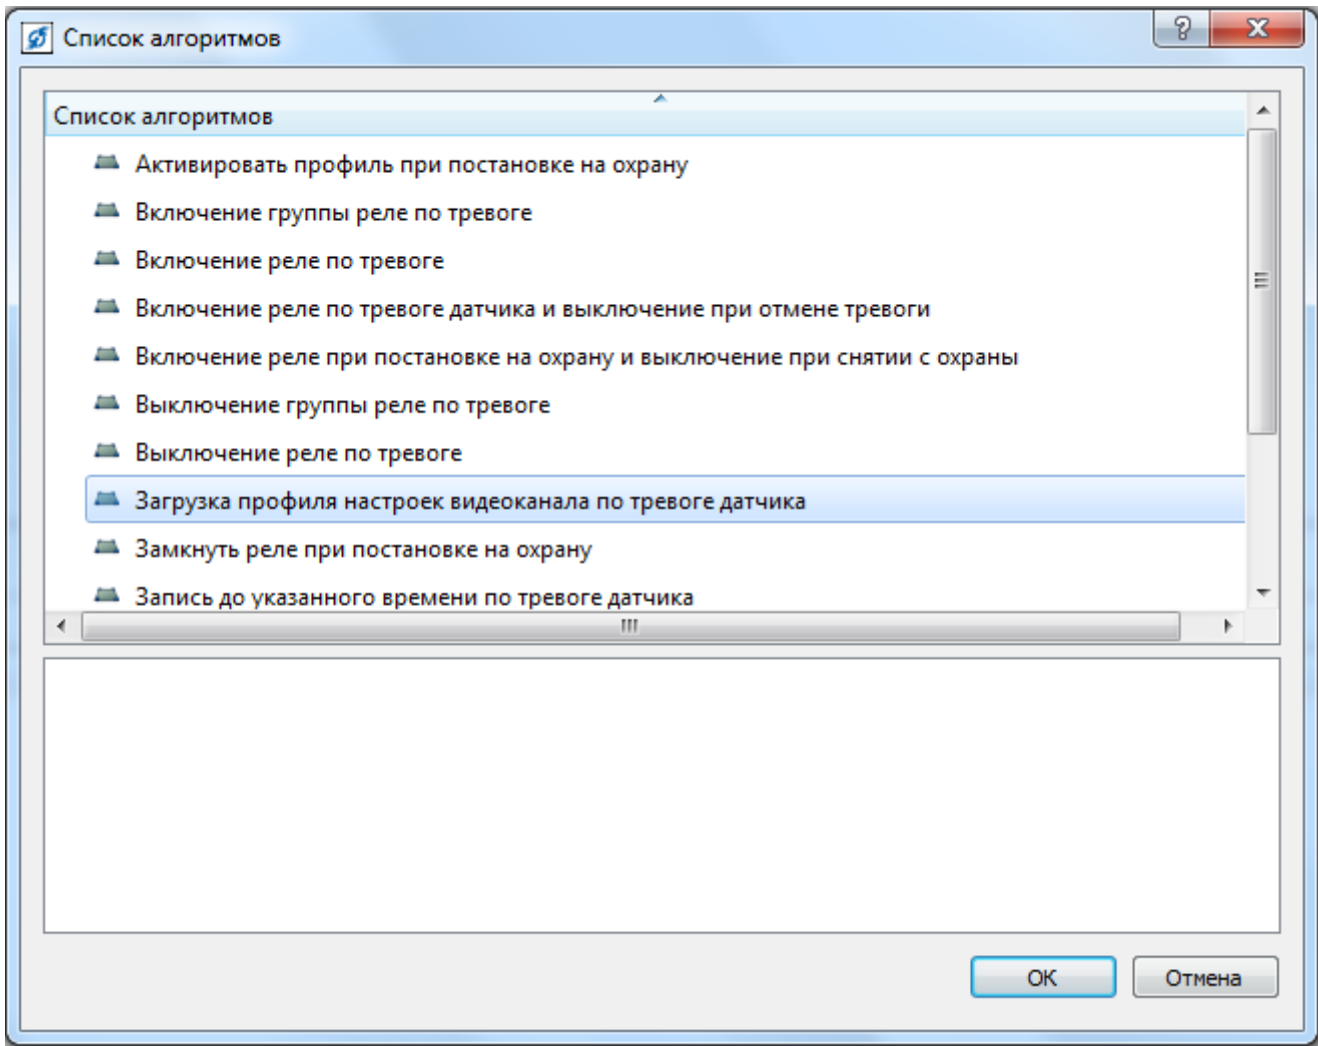 Список алгоритмов
?
Список алгоритмов
Активировать профиль при постановке на охрану
Включение группы реле по тревоге
Включение реле по тревоге
Включение реле по тревоге датчика и выключение при отмене тревоги
Включение реле при постановке на охрану и выключение при снятии с охраны
Выключение группы реле по тревоге
Выключение реле по тревоге
Загрузка профиля настроек видеоканала по тревоге датчика
Замкнуть реле при постановке на охрану
Запись до указанного времени по тревоге датчика
ОК Отмена